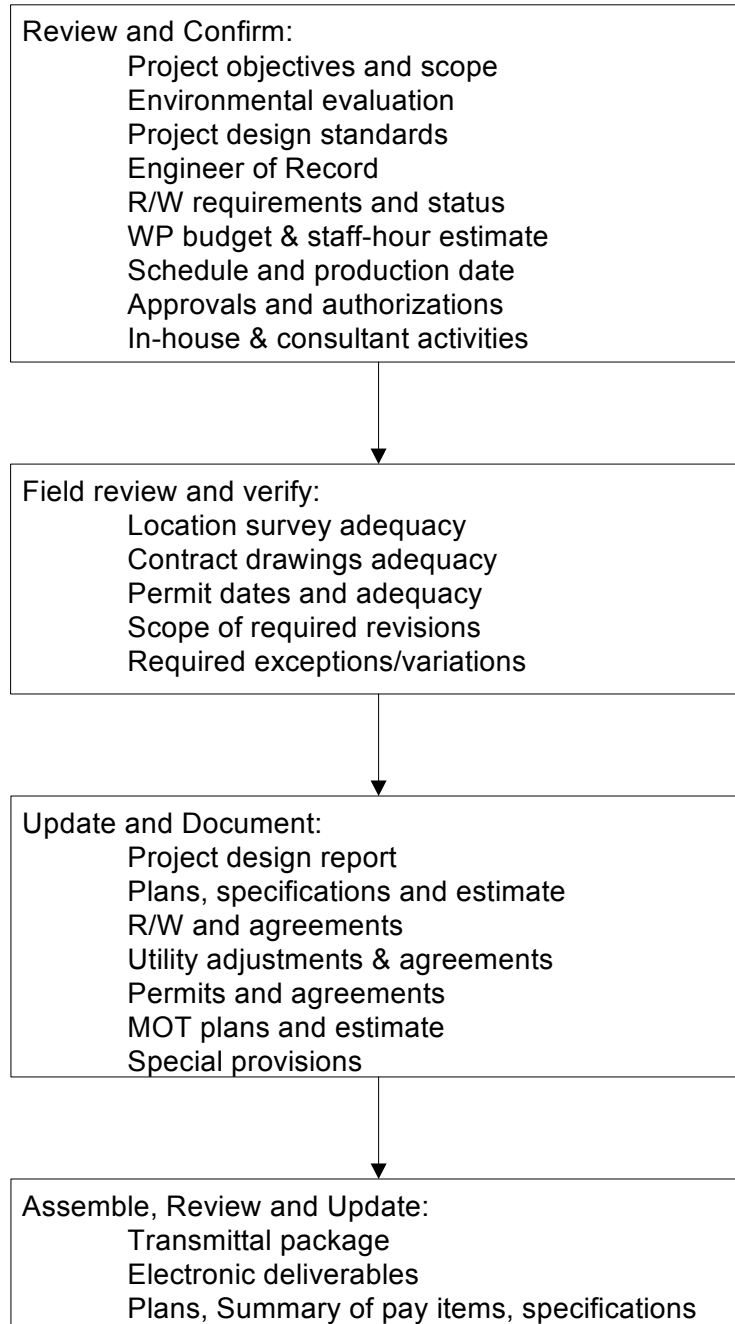 Review and Confirm:
Project objectives and scope
Environmental evaluation
Project design standards
Engineer of Record
R/W requirements and status
WP budget & staff-hour estimate
Schedule and production date
Approvals and authorizations
In-house & consultant activities
Field review and verify:
Location survey adequacy
Contract drawings adequacy
Permit dates and adequacy
Scope of required revisions
Required exceptions/variations
Update and Document:
Project design report
Plans, specifications and estimate
R/W and agreements
Utility adjustments & agreements
Permits and agreements
MOT plans and estimate
Special provisions
Assemble, Review and Update:
Transmittal package
Electronic deliverables
Plans, Summary of pay items, specifications